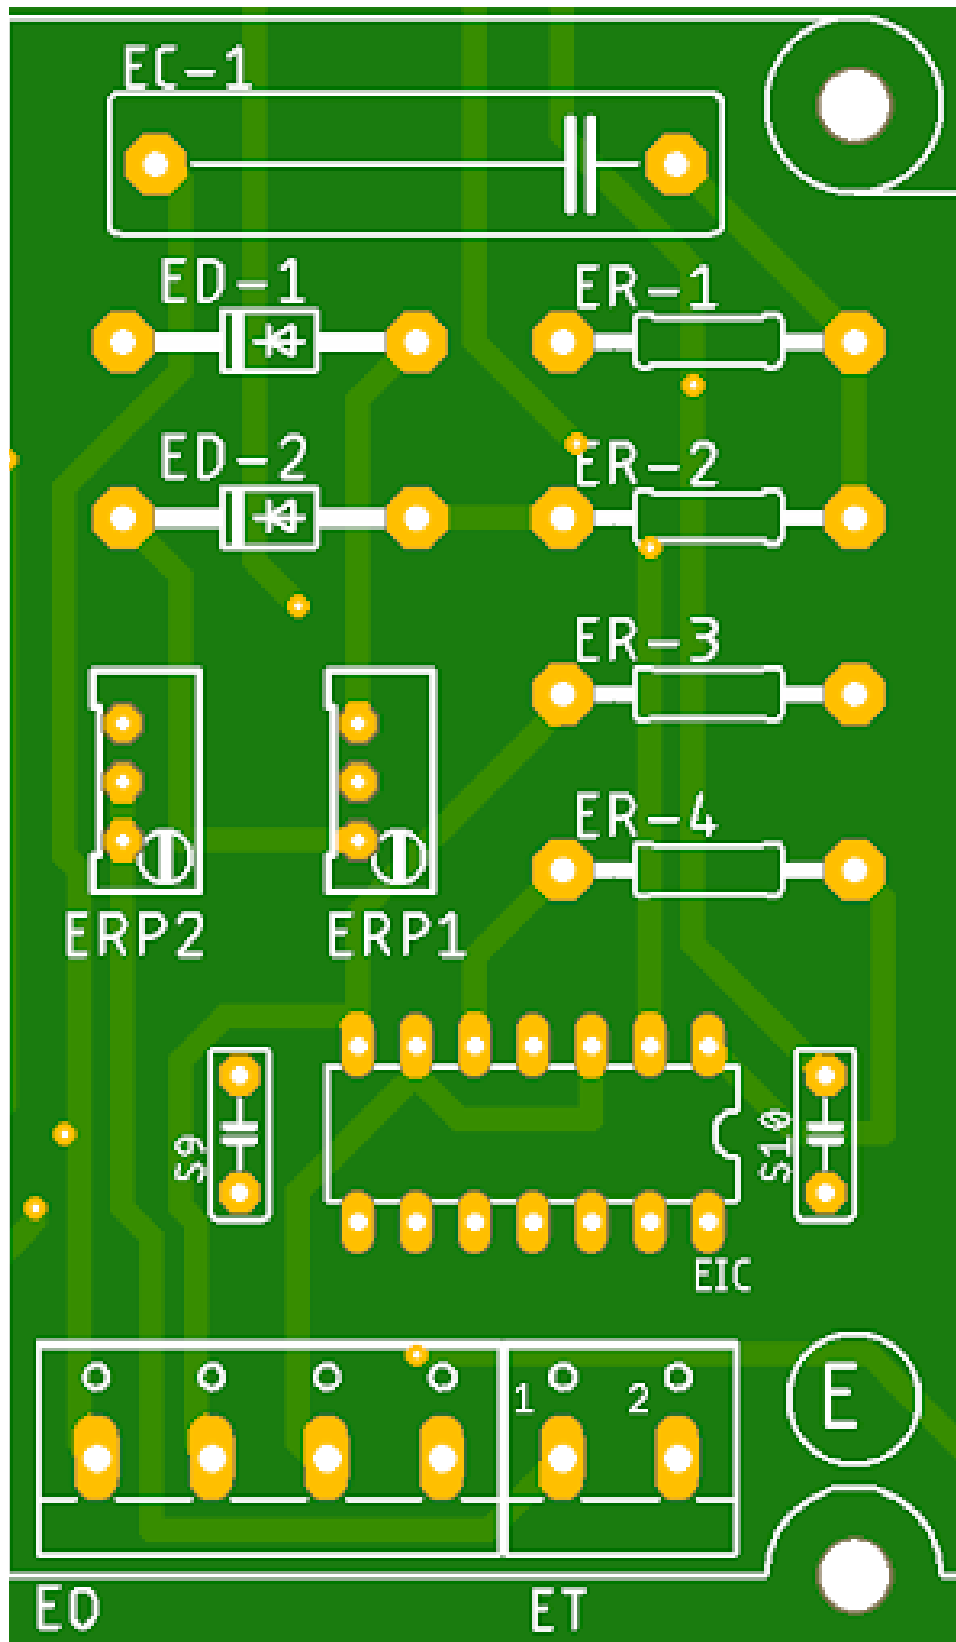 EC-1
ED-1
ER-1
ED-2
ER-2
ER-3
ER-4
ERP2
ERP1
S9
S10
EIC
1
2
E
EO
ET